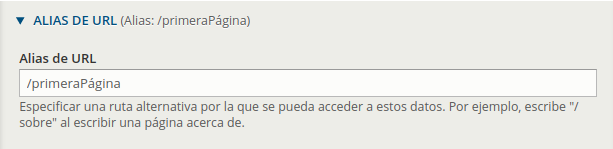 ALIAS DE URL (Alias: /primeraPágina)
Alias de URL
/primeraPágina
Especificar una ruta alternativa por la que se pueda acceder a estos datos. Por ejemplo, escribe "/
sobre" al escribir una página acerca de.